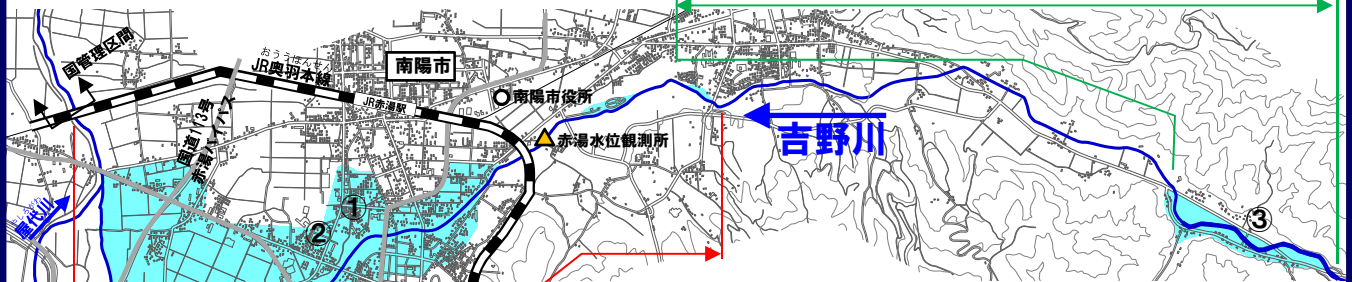 国管理区間
おううほんせん
JR奥羽本線
南陽市
JR赤湯駅
南陽市役所
赤湯水位観測所
吉野川
国道113号
赤湯バイパス
屋代川
①
②
③